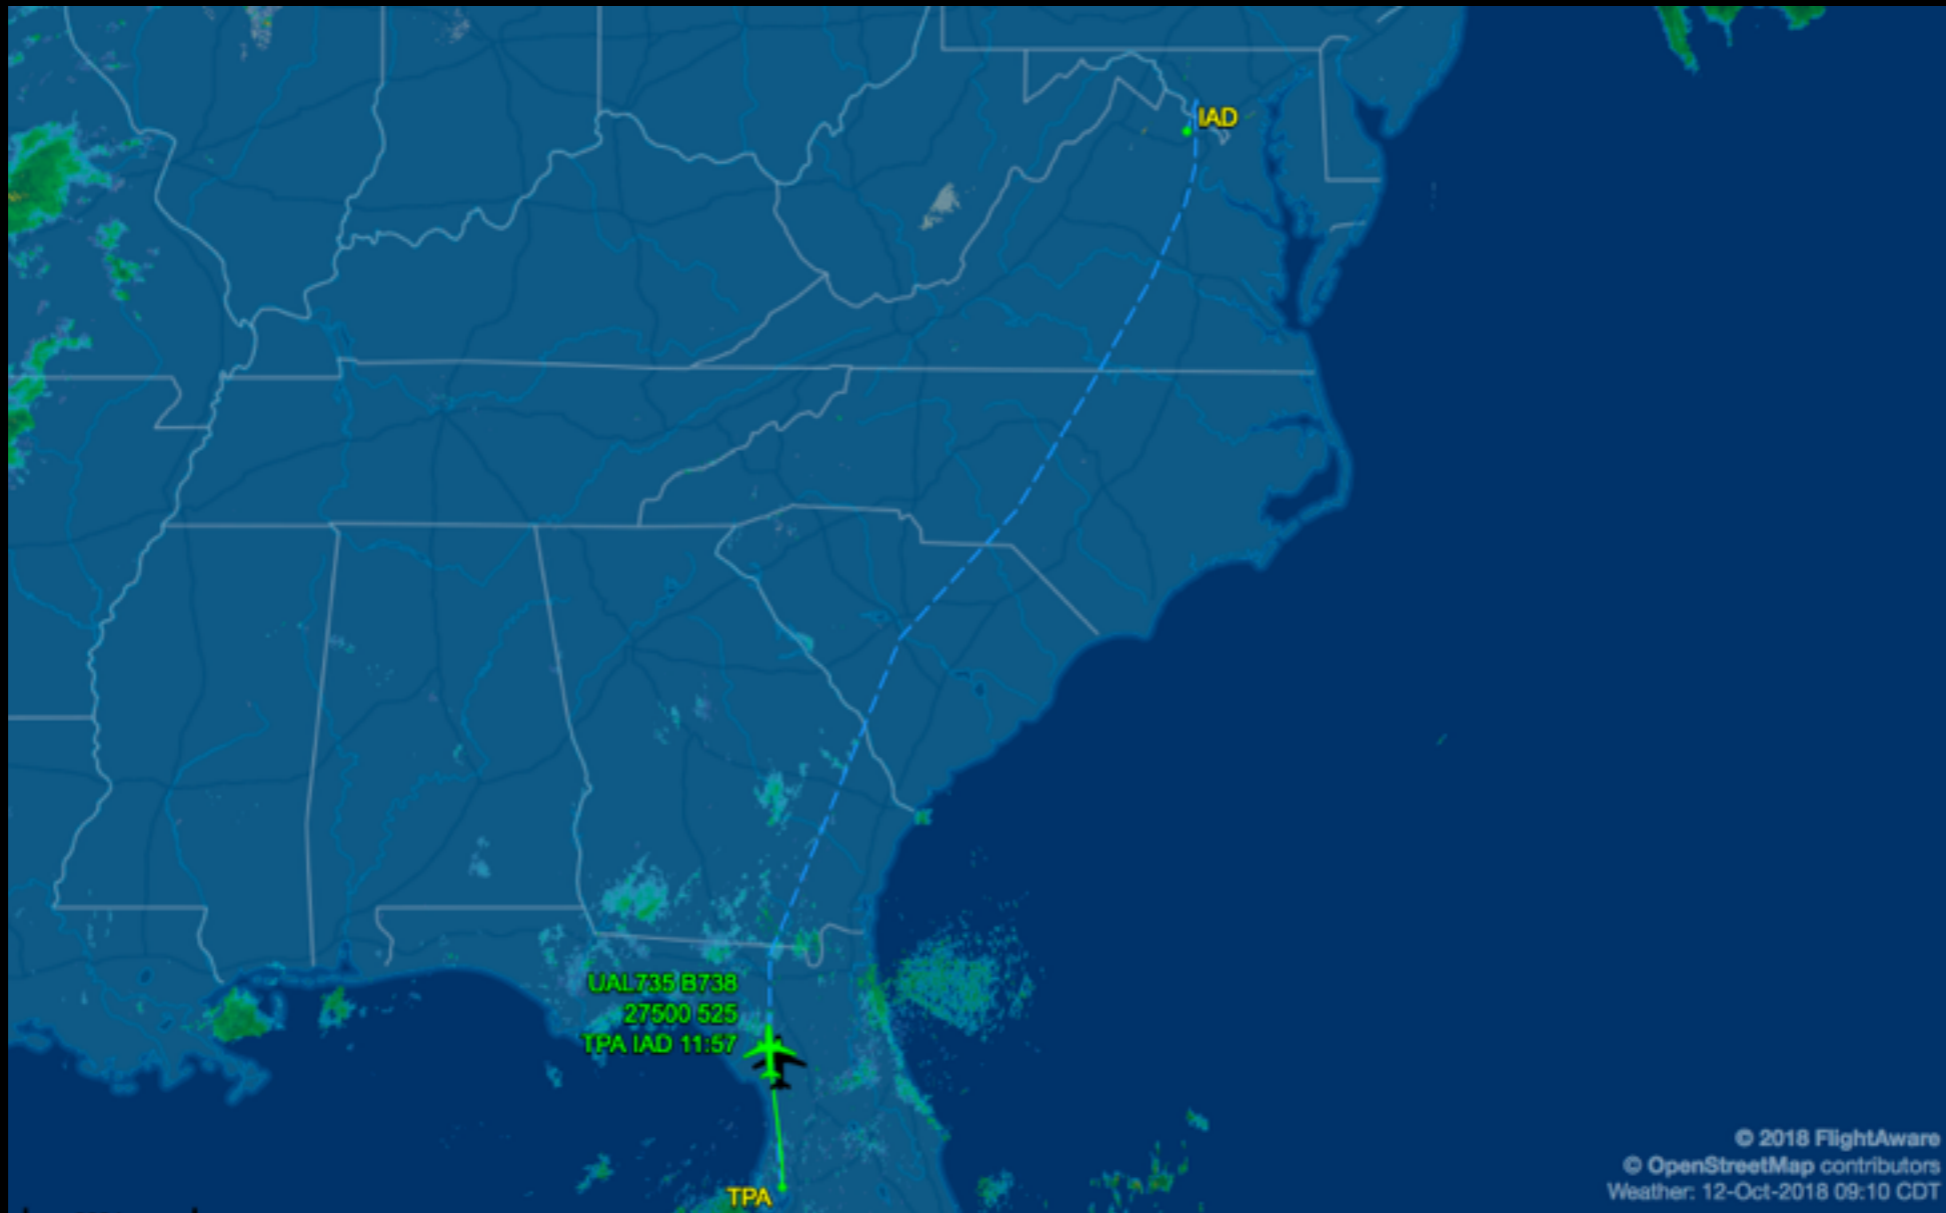 IAD
UAL735 B738
27500 525
TPA IAD 11:57
TPA
© 2018 FlightAware
© OpenStreetMap contributors
Weather: 12-Oct-2018 09:10 CDT